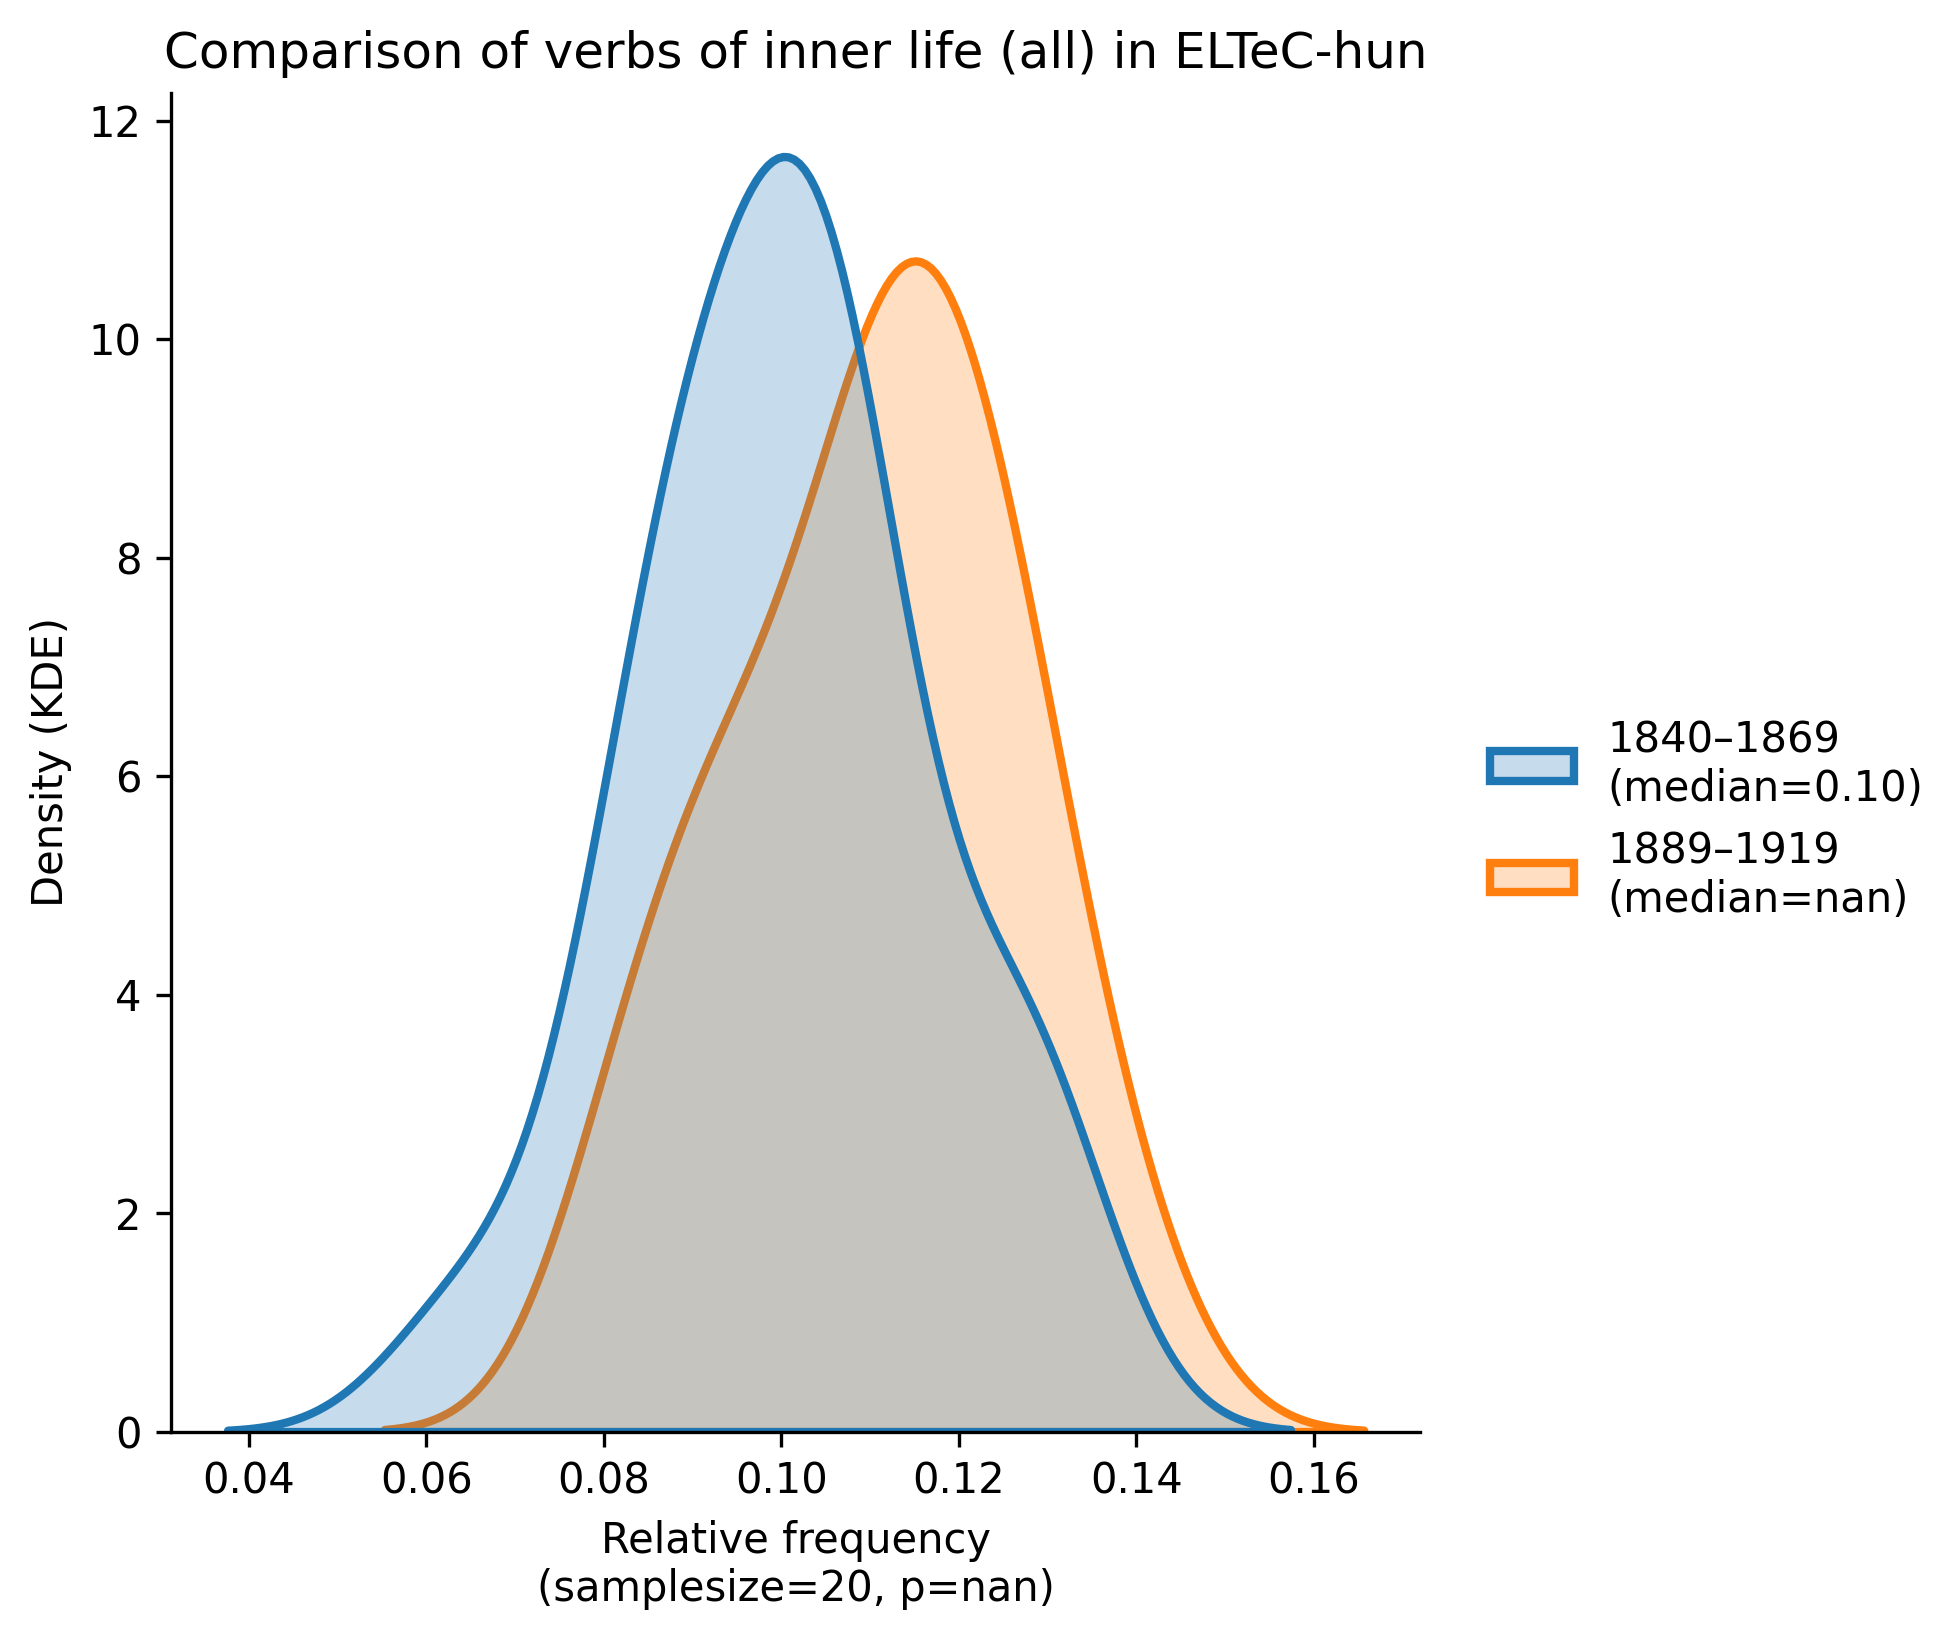 Comparison of verbs of inner life (all) in ELTeC-hun
12
10
8
6
4
2
0
Density (KDE)
0.04 0.06 0.08 0.10 0.12 0.14 0.16
Relative frequency
(samplesize=20, p=nan)
1840–1869
(median=0.10)
1889–1919
(median=nan)